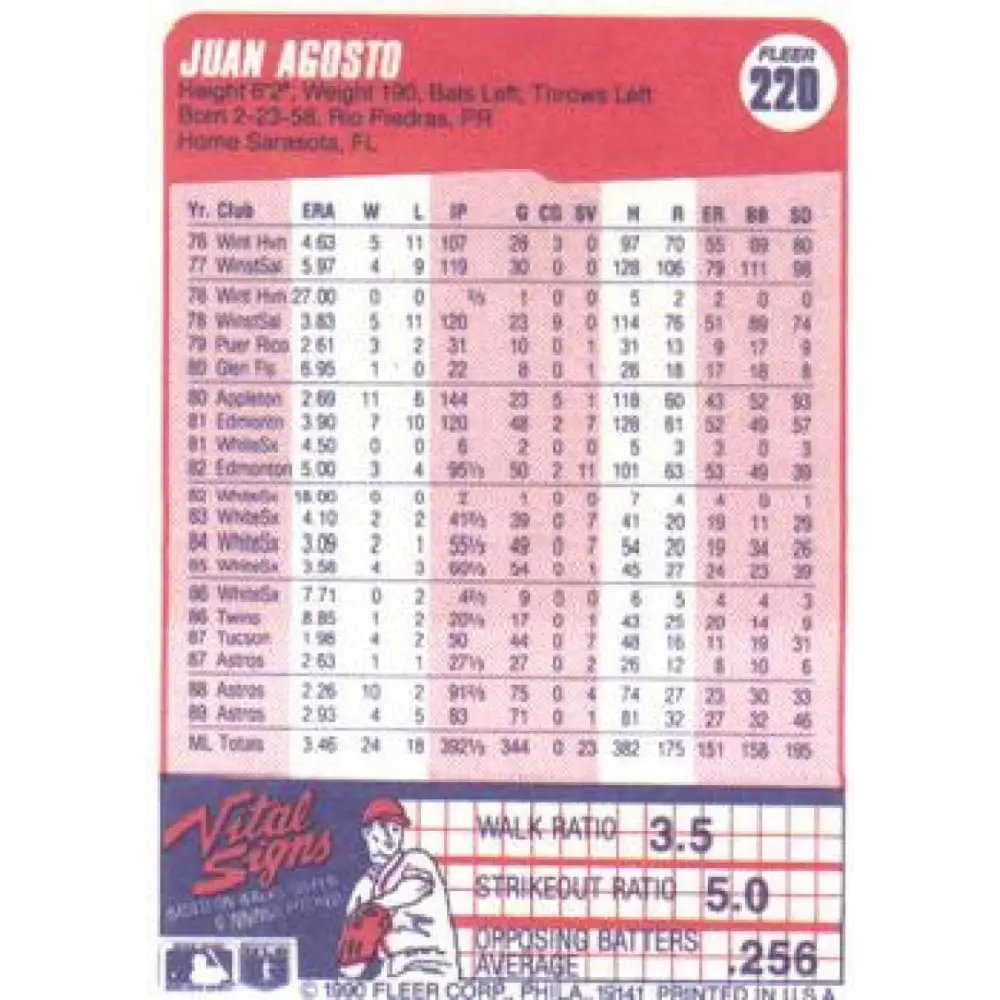 JUAN AGOSTO
FLEER
220
Height 6'2", Weight 190, Bats Left, Throws Left
Born 2-23-58, Rio Piedras, PR
Home Sarasota, FL
Yr. Club ERA W L IP G CG SV H R ER BB SO
76 Wint Hvn 4.63 5 11 107 28 3 0 97 70 55 69 80
77 WinstSal 5.97 4 9 119 30 0 0 128 106 79 111 98
78 Wint Hvn 27.00 0 0 ⅔ 1 0 0 5 2 2 0 0
78 WinstSal 3.83 5 11 120 23 9 0 114 76 51 89 74
79 Puer Rico 2.61 3 2 31 10 0 1 31 13 9 17 9
80 Glen Fls 6.95 1 0 22 8 0 1 26 18 17 18 8
80 Appleton 2.69 11 6 144 23 5 1 118 60 43 52 93
81 Edmontn 3.90 7 10 120 48 2 7 128 61 52 49 57
81 WhiteSx 4.50 0 0 6 2 0 0 5 3 3 0 3
82 Edmonton 5.00 3 4 95⅓ 50 2 11 101 63 53 49 39
82 WhiteSx 18.00 0 0 2 1 0 0 7 4 4 0 1
83 WhiteSx 4.10 2 2 41⅔ 39 0 7 41 20 19 11 29
84 WhiteSx 3.09 2 1 55⅓ 49 0 7 54 20 19 34 26
85 WhiteSx 3.58 4 3 60⅓ 54 0 1 45 27 24 23 39
86 WhiteSx 7.71 0 2 4⅔ 9 0 0 6 5 4 4 3
86 Twins 8.85 1 2 20⅓ 17 0 1 43 25 20 14 9
87 Tucson 1.98 4 2 50 44 0 7 48 16 11 19 31
87 Astros 2.63 1 1 27⅓ 27 0 2 26 12 8 10 6
88 Astros 2.26 10 2 91⅔ 75 0 4 74 27 23 30 33
89 Astros 2.93 4 5 83 71 0 1 81 32 27 32 46
ML Totals 3.46 24 18 392⅓ 344 0 23 382 175 151 158 195
Vital
Signs
BASED ON WALK
WALK RATIO 3.5
STRIKEOUT RATIO 5.0
OPPOSING BATTERS
AVERAGE .256
© 1990 FLEER CORP., PHILA., 19141 PRINTED IN U.S.A.